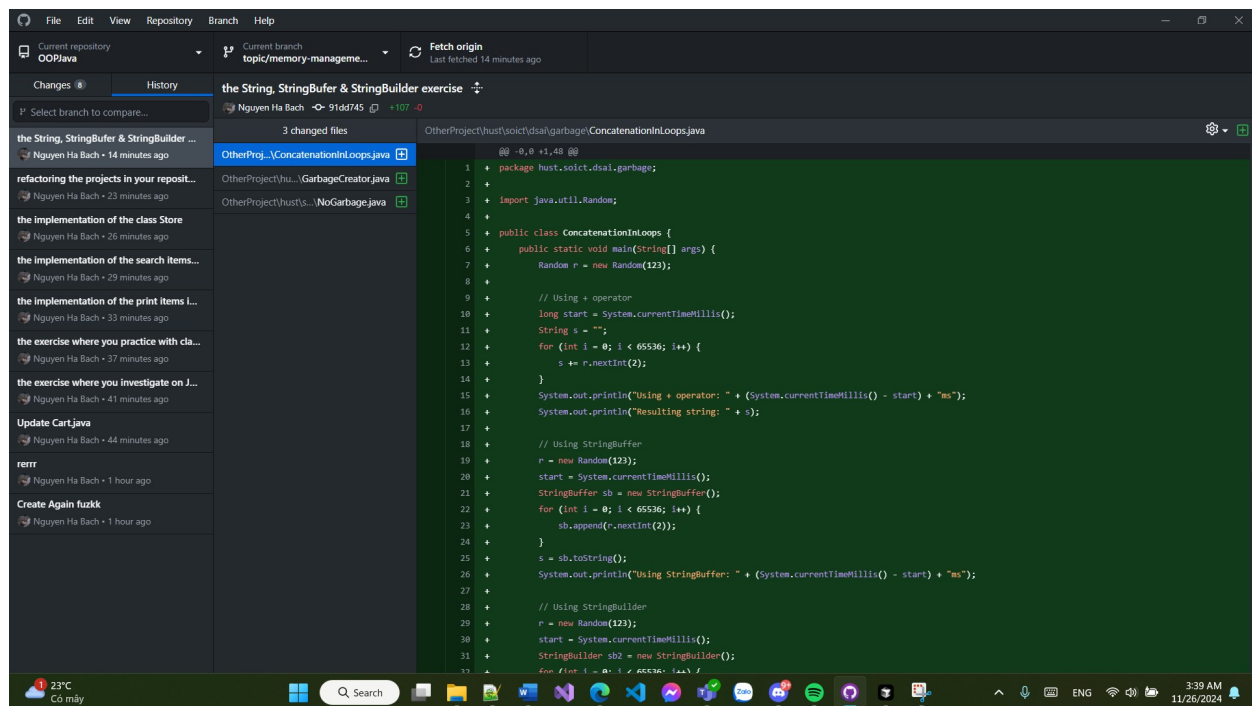 File Edit View Repository Branch Help
Current repository
OOPJava
Current branch
topic/memory-manageme...
Fetch origin
Last fetched 14 minutes ago
Changes 8 History
Select branch to compare...
the String, StringBufer & StringBuilder ...
Nguyen Ha Bach • 14 minutes ago
refactoring the projects in your reposit...
Nguyen Ha Bach • 23 minutes ago
the implementation of the class Store
Nguyen Ha Bach • 26 minutes ago
the implementation of the search items...
Nguyen Ha Bach • 29 minutes ago
the implementation of the print items i...
Nguyen Ha Bach • 33 minutes ago
the exercise where you practice with cla...
Nguyen Ha Bach • 37 minutes ago
the exercise where you investigate on J...
Nguyen Ha Bach • 41 minutes ago
Update Cart.java
Nguyen Ha Bach • 44 minutes ago
rerrr
Nguyen Ha Bach • 1 hour ago
Create Again fuzkk
Nguyen Ha Bach • 1 hour ago
the String, StringBufer & StringBuilder exercise
Nguyen Ha Bach 91dd745 +107 -0
3 changed files
OtherProj...\ConcatenationInLoops.java
OtherProject\hu...\GarbageCreator.java
OtherProject\hust\s...\NoGarbage.java
OtherProject\hust\soict\dsai\garbage\ConcatenationInLoops.java
@@ -0,0 +1,48 @@
1 + package hust.soict.dsai.garbage;
2 +
3 + import java.util.Random;
4 +
5 + public class ConcatenationInLoops {
6 + public static void main(String[] args) {
7 + Random r = new Random(123);
8 +
9 + // Using + operator
10 + long start = System.currentTimeMillis();
11 + String s = "";
12 + for (int i = 0; i < 65536; i++) {
13 + s += r.nextInt(2);
14 + }
15 + System.out.println("Using + operator: " + (System.currentTimeMillis() - start) + "ms");
16 + System.out.println("Resulting string: " + s);
17 +
18 + // Using StringBuffer
19 + r = new Random(123);
20 + start = System.currentTimeMillis();
21 + StringBuffer sb = new StringBuffer();
22 + for (int i = 0; i < 65536; i++) {
23 + sb.append(r.nextInt(2));
24 + }
25 + s = sb.toString();
26 + System.out.println("Using StringBuffer: " + (System.currentTimeMillis() - start) + "ms");
27 +
28 + // Using StringBuilder
29 + r = new Random(123);
30 + start = System.currentTimeMillis();
31 + StringBuilder sb2 = new StringBuilder();
32 + for (int i = 0; i < 65536; i++) {
1
23°C
Có mây
Search
Zalo
ENG
3:39 AM
11/26/2024